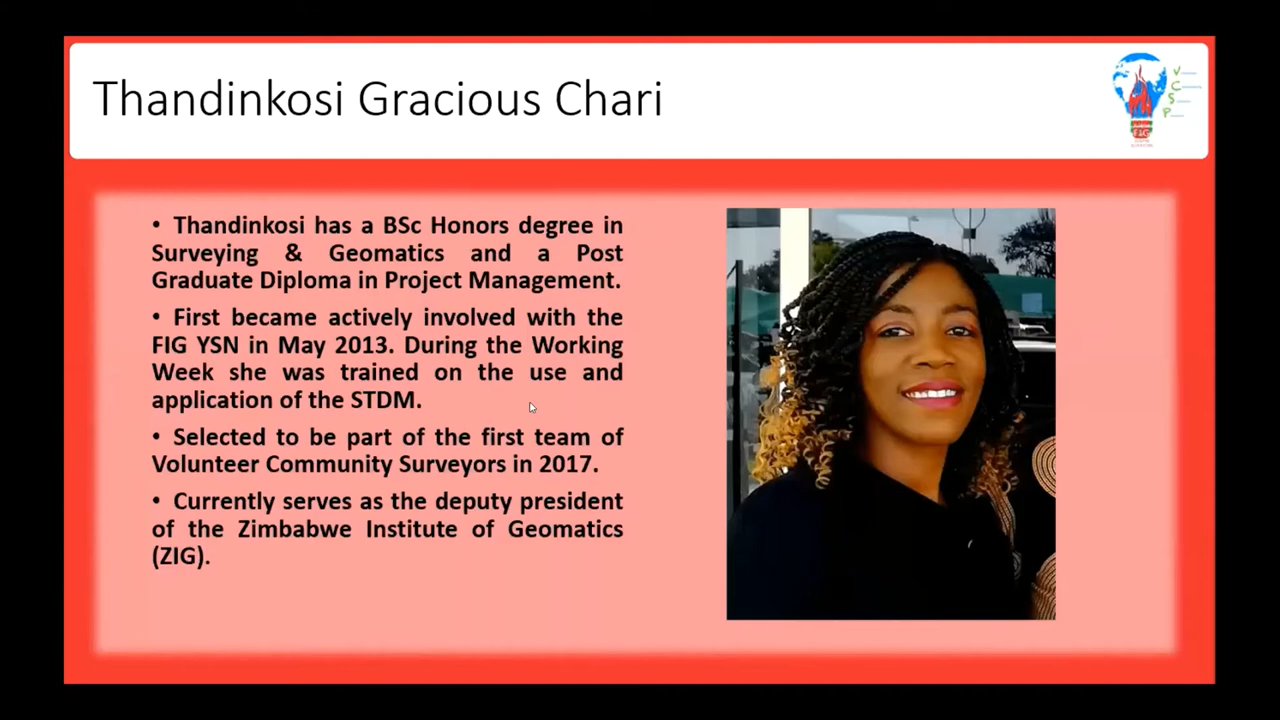 Thandinkosi Gracious Chari
V
C
S
P
FIG
• Thandinkosi has a BSc Honors degree in
Surveying & Geomatics and a Post
Graduate Diploma in Project Management.
• First became actively involved with the
FIG YSN in May 2013. During the Working
Week she was trained on the use and
application of the STDM.
• Selected to be part of the first team of
Volunteer Community Surveyors in 2017.
• Currently serves as the deputy president
of the Zimbabwe Institute of Geomatics
(ZIG).